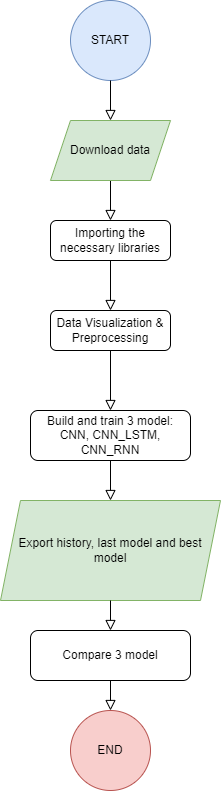 START
Download data
Importing the
necessary libraries
Data Visualization &
Preprocessing
Build and train 3 model:
CNN, CNN_LSTM,
CNN_RNN
Export history, last model and best
model
Compare 3 model
END